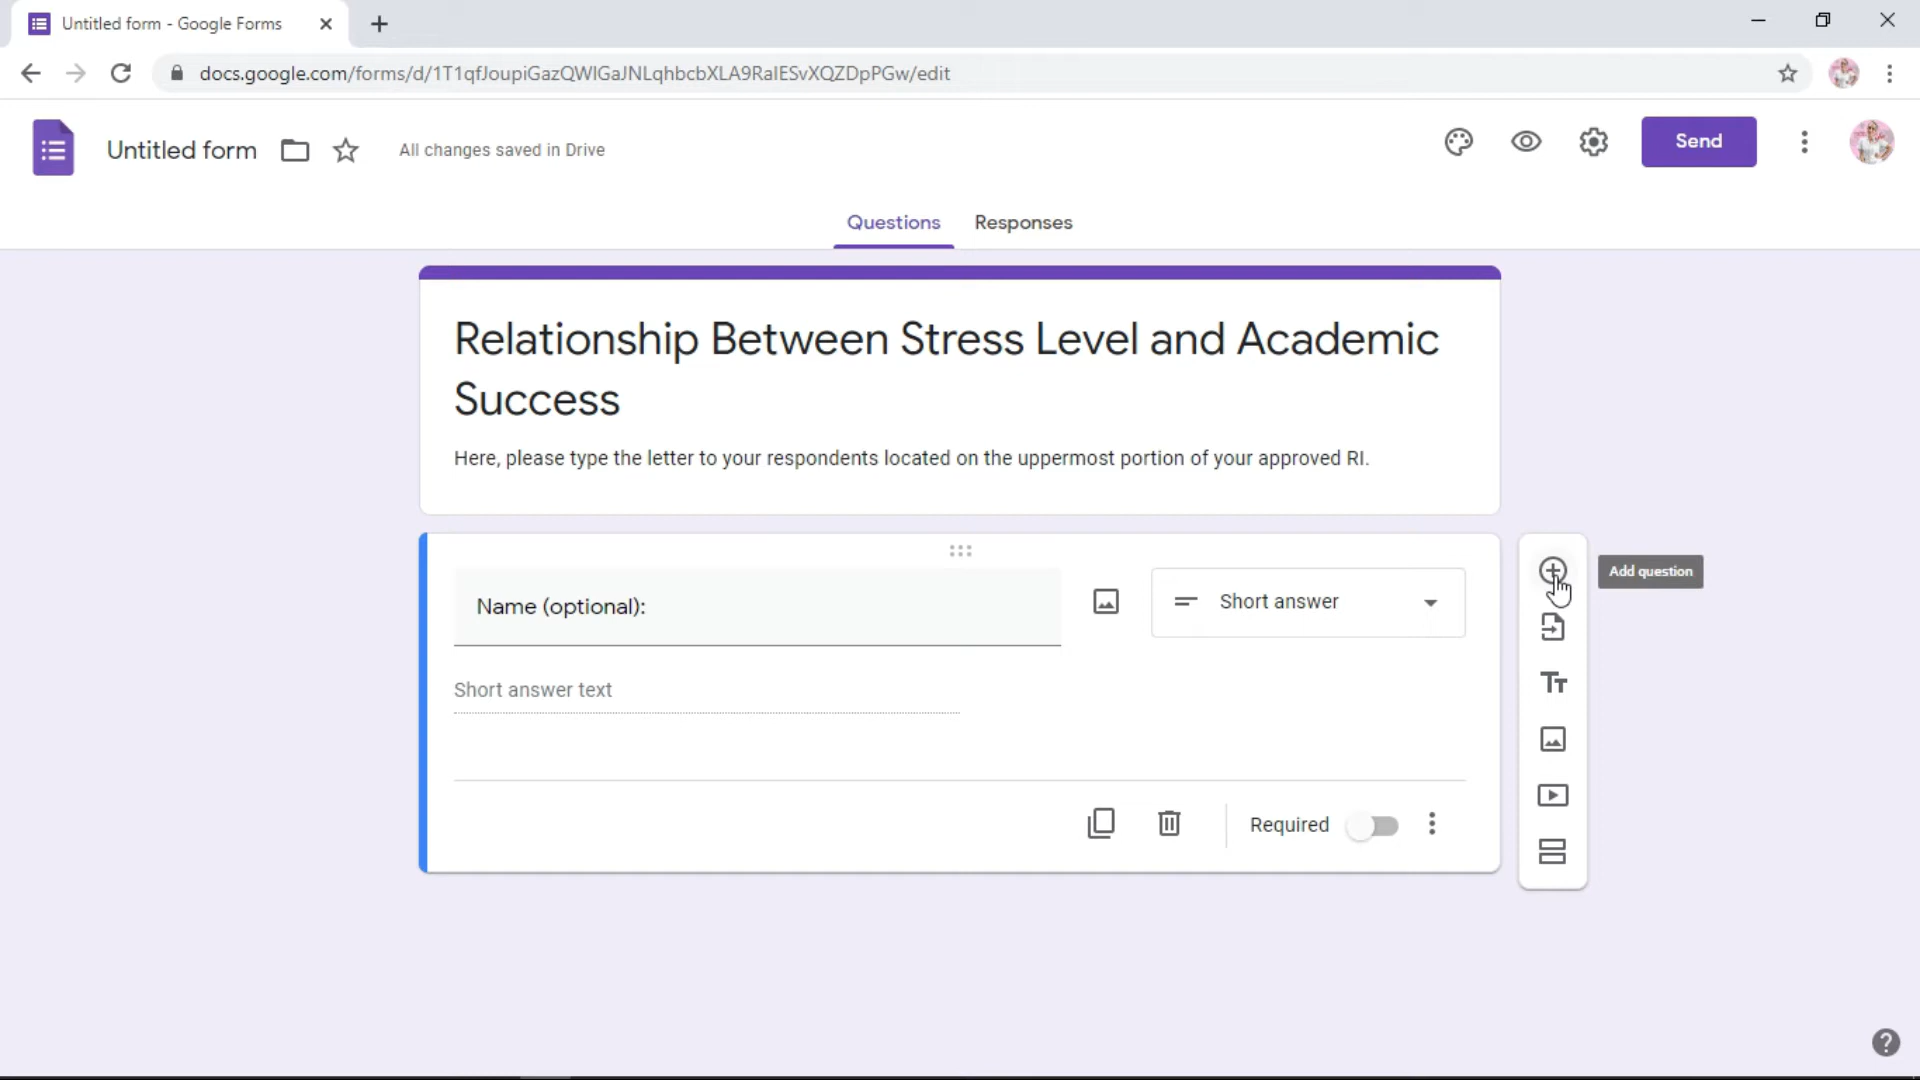 Untitled form - Google Forms
docs.google.com/forms/d/1T1qfJoupiGazQWIGaJNLqhbcbXLA9RaIESvXQZDpPGw/edit
Untitled form
All changes saved in Drive
Send
Questions
Responses
Relationship Between Stress Level and Academic
Success
Here, please type the letter to your respondents located on the uppermost portion of your approved RI.
Name (optional):
Short answer
Add question
Short answer text
Required